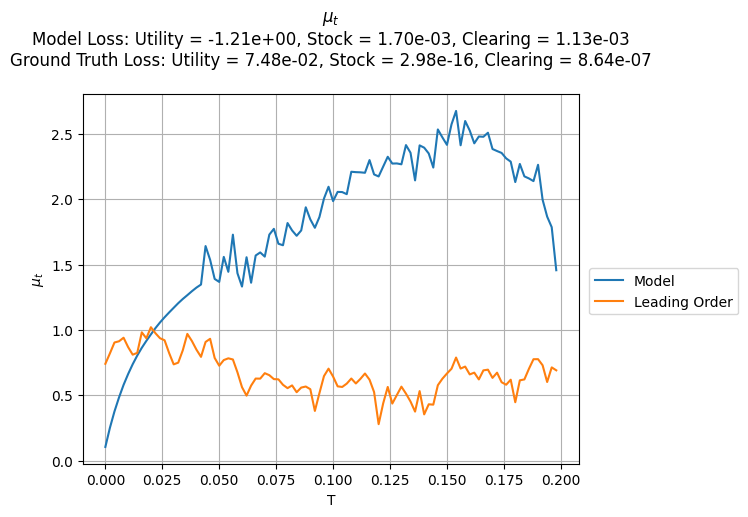 μ_t
Model Loss: Utility = -1.21e+00, Stock = 1.70e-03, Clearing = 1.13e-03
Ground Truth Loss: Utility = 7.48e-02, Stock = 2.98e-16, Clearing = 8.64e-07
2.5
2.0
1.5
1.0
0.5
0.0
μ_t
0.000 0.025 0.050 0.075 0.100 0.125 0.150 0.175 0.200
T
Model
Leading Order